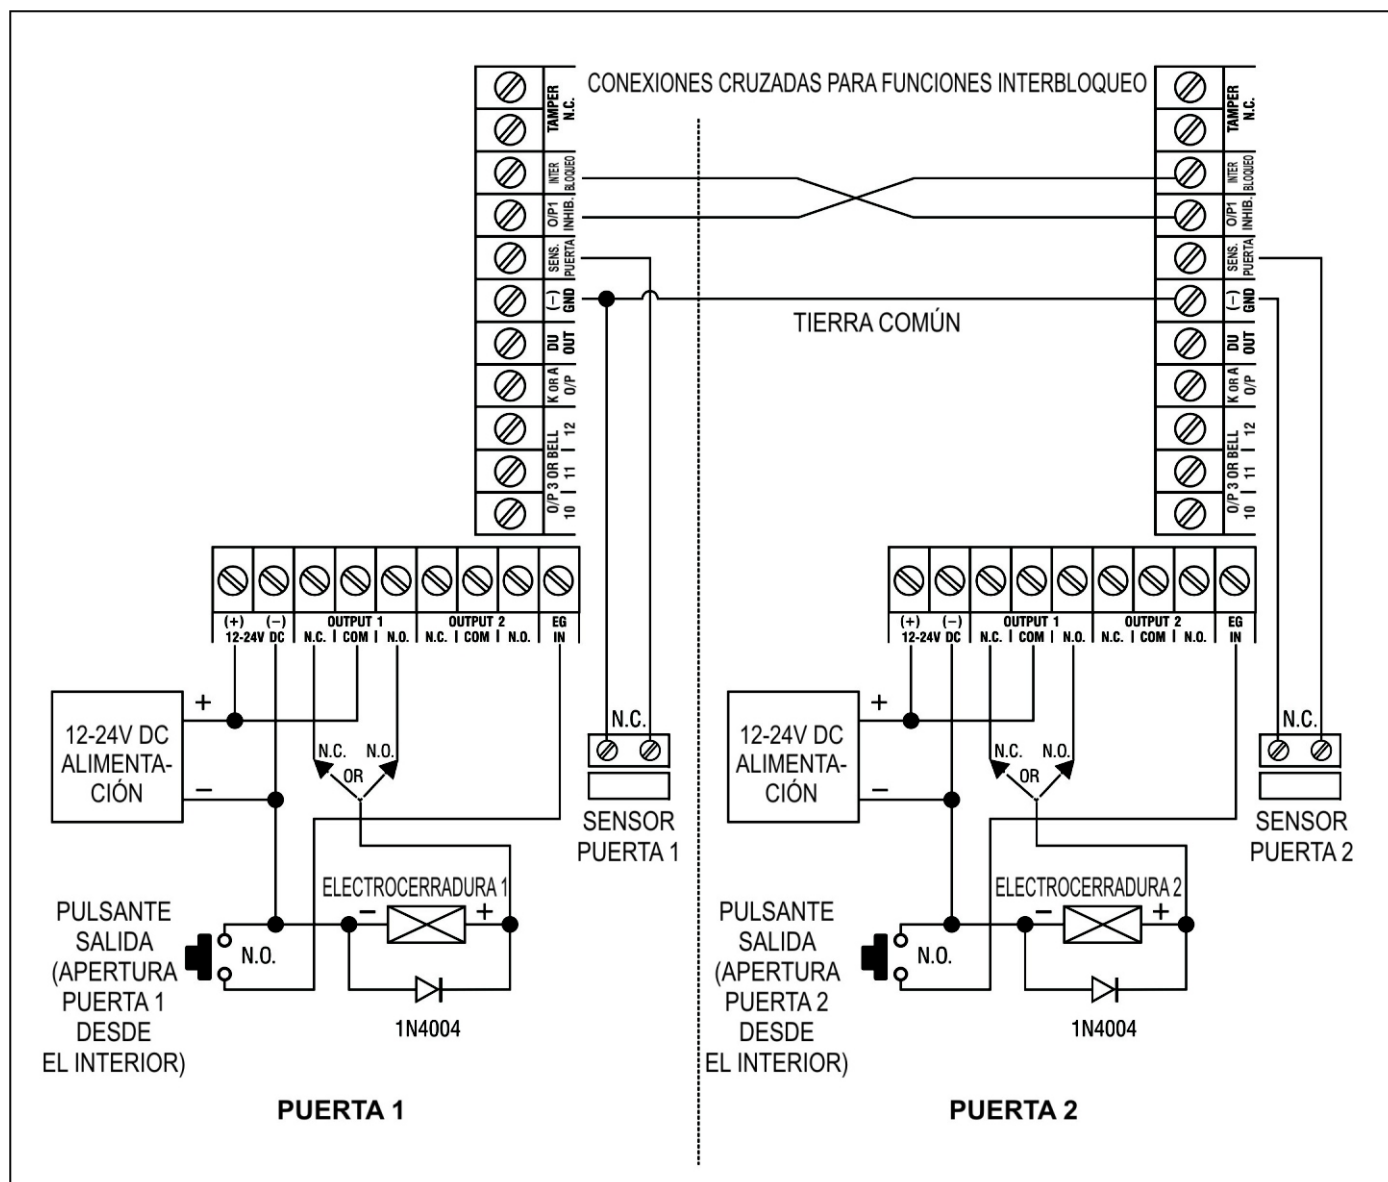 CONEXIONES CRUZADAS PARA FUNCIONES INTERBLOQUEO
TAMPER
N.C.
INTER
BLOQUEO
O/P1
INHIB.
SENS.
PUERTA
(–)
GND
DU
OUT
K OR A
O/P
O/P 3 OR BELL
10 | 11 | 12
TAMPER
N.C.
INTER
BLOQUEO
O/P1
INHIB.
SENS.
PUERTA
(–)
GND
DU
OUT
K OR A
O/P
O/P 3 OR BELL
10 | 11 | 12
TIERRA COMÚN
(+) (–) OUTPUT 1 OUTPUT 2 EG
12-24V DC N.C. | COM | N.O. N.C. | COM | N.O. IN
12-24V DC
ALIMENTA-
CIÓN
+
–
N.C. N.O.
OR
N.C.
SENSOR
PUERTA 1
ELECTROCERRADURA 1
– +
1N4004
PULSANTE
SALIDA
(APERTURA
PUERTA 1
DESDE
EL INTERIOR)
N.O.
PUERTA 1
(+) (–) OUTPUT 1 OUTPUT 2 EG
12-24V DC N.C. | COM | N.O. N.C. | COM | N.O. IN
12-24V DC
ALIMENTA-
CIÓN
+
–
N.C. N.O.
OR
N.C.
SENSOR
PUERTA 2
ELECTROCERRADURA 2
– +
1N4004
PULSANTE
SALIDA
(APERTURA
PUERTA 2
DESDE
EL INTERIOR)
N.O.
PUERTA 2